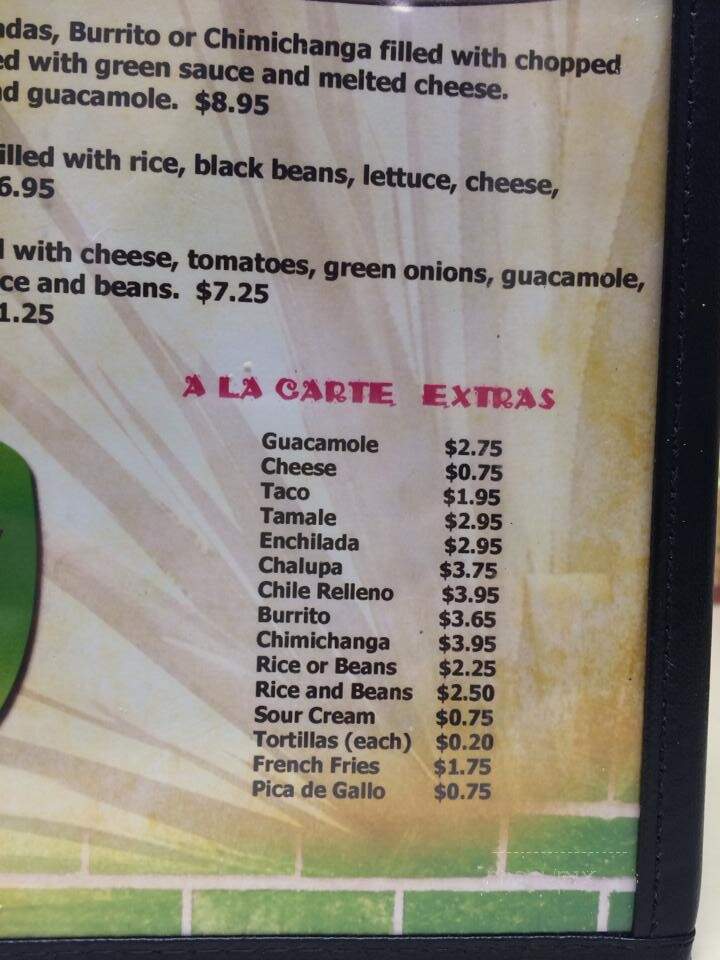 Burrito or Chimichanga filled with chopped
with green sauce and melted cheese.
guacamole. $8.95
with rice, black beans, lettuce, cheese,
6.95
with cheese, tomatoes, green onions, guacamole,
and beans. $7.25
1.25
A LA CARTE EXTRAS
Guacamole $2.75
Cheese $0.75
Taco $1.95
Tamale $2.95
Enchilada $2.95
Chalupa $3.75
Chile Relleno $3.95
Burrito $3.65
Chimichanga $3.95
Rice or Beans $2.25
Rice and Beans $2.50
Sour Cream $0.75
Tortillas (each) $0.20
French Fries $1.75
Pica de Gallo $0.75